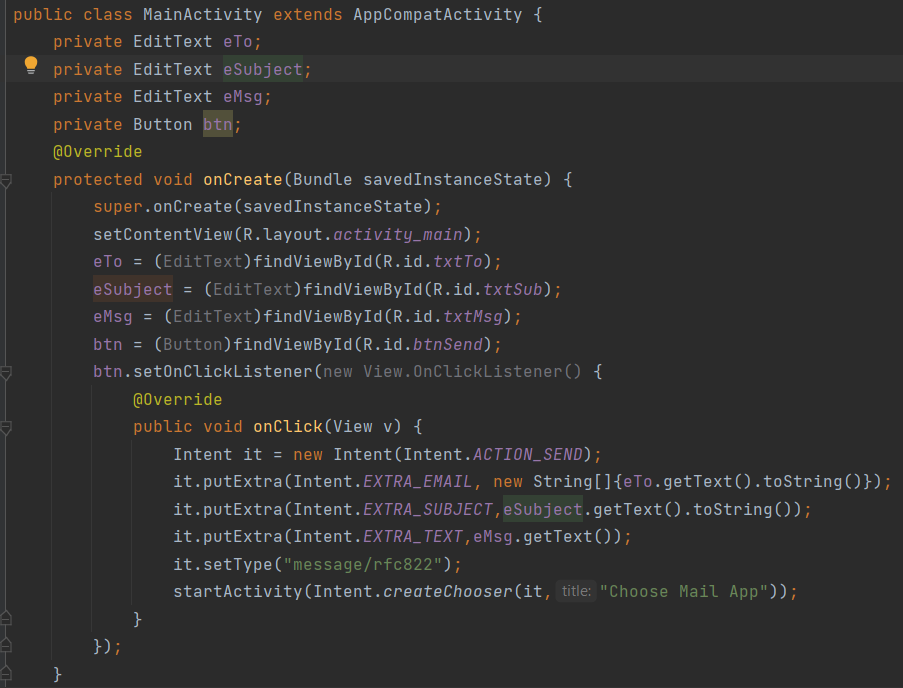 public class MainActivity extends AppCompatActivity {
    private EditText eTo;
    private EditText eSubject;
    private EditText eMsg;
    private Button btn;
    @Override
    protected void onCreate(Bundle savedInstanceState) {
        super.onCreate(savedInstanceState);
        setContentView(R.layout.activity_main);
        eTo = (EditText)findViewById(R.id.txtTo);
        eSubject = (EditText)findViewById(R.id.txtSub);
        eMsg = (EditText)findViewById(R.id.txtMsg);
        btn = (Button)findViewById(R.id.btnSend);
        btn.setOnClickListener(new View.OnClickListener() {
            @Override
            public void onClick(View v) {
                Intent it = new Intent(Intent.ACTION_SEND);
                it.putExtra(Intent.EXTRA_EMAIL, new String[]{eTo.getText().toString()});
                it.putExtra(Intent.EXTRA_SUBJECT,eSubject.getText().toString());
                it.putExtra(Intent.EXTRA_TEXT,eMsg.getText());
                it.setType("message/rfc822");
                startActivity(Intent.createChooser(it, title: "Choose Mail App"));
            }
        });
    }